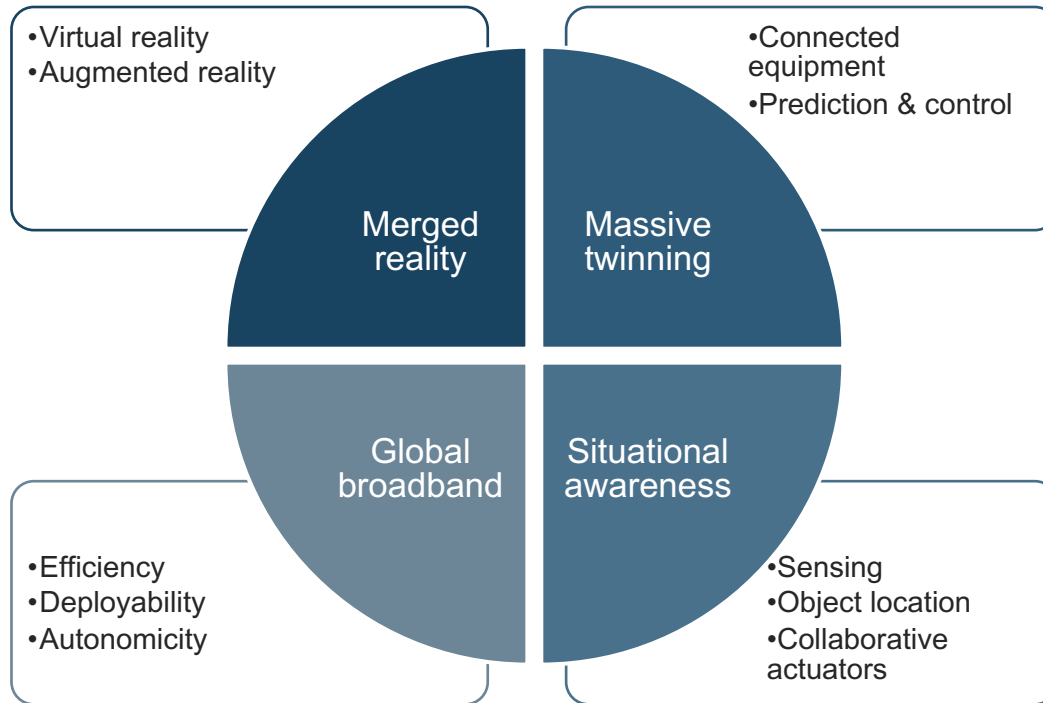 •Virtual reality
•Augmented reality
•Connected
equipment
•Prediction & control
Merged
reality
Massive
twinning
Global
broadband
Situational
awareness
•Efficiency
•Deployability
•Autonomicity
•Sensing
•Object location
•Collaborative
actuators